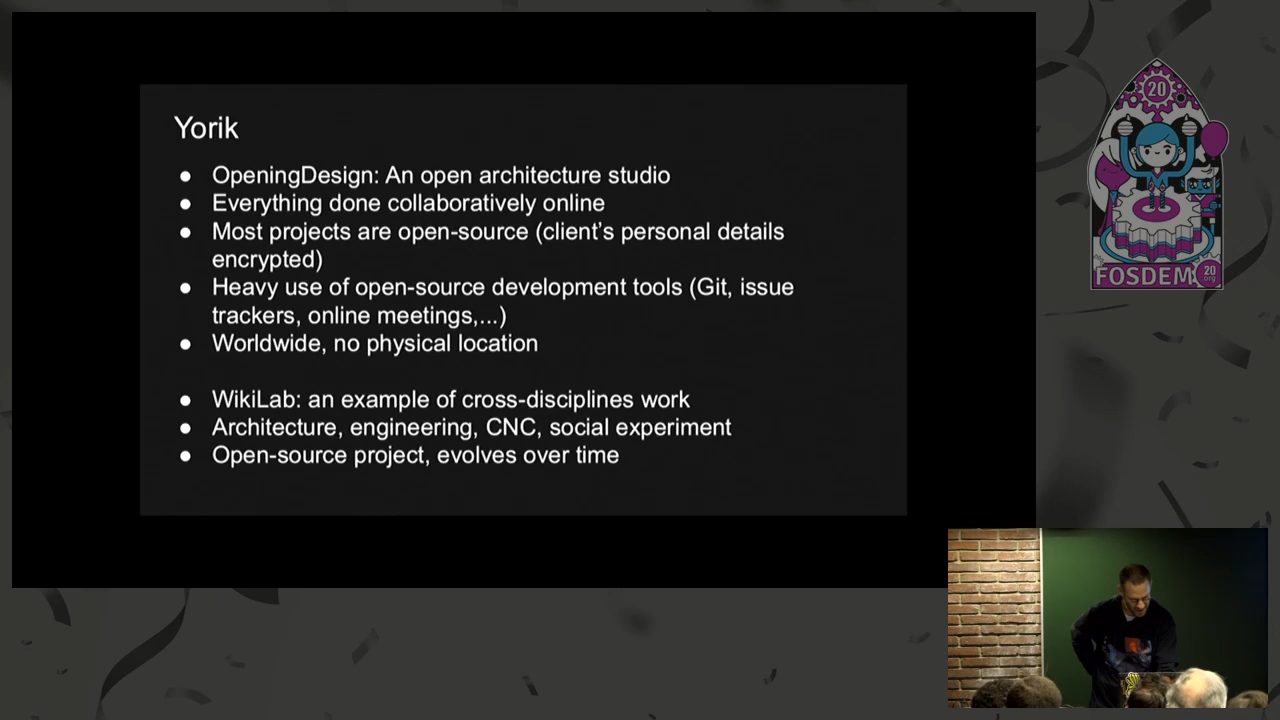 Yorik
● OpeningDesign: An open architecture studio
● Everything done collaboratively online
● Most projects are open-source (client's personal details
encrypted)
● Heavy use of open-source development tools (Git, issue
trackers, online meetings,...)
● Worldwide, no physical location
● WikiLab: an example of cross-disciplines work
● Architecture, engineering, CNC, social experiment
● Open-source project, evolves over time
20
FOSDEM
20
.org